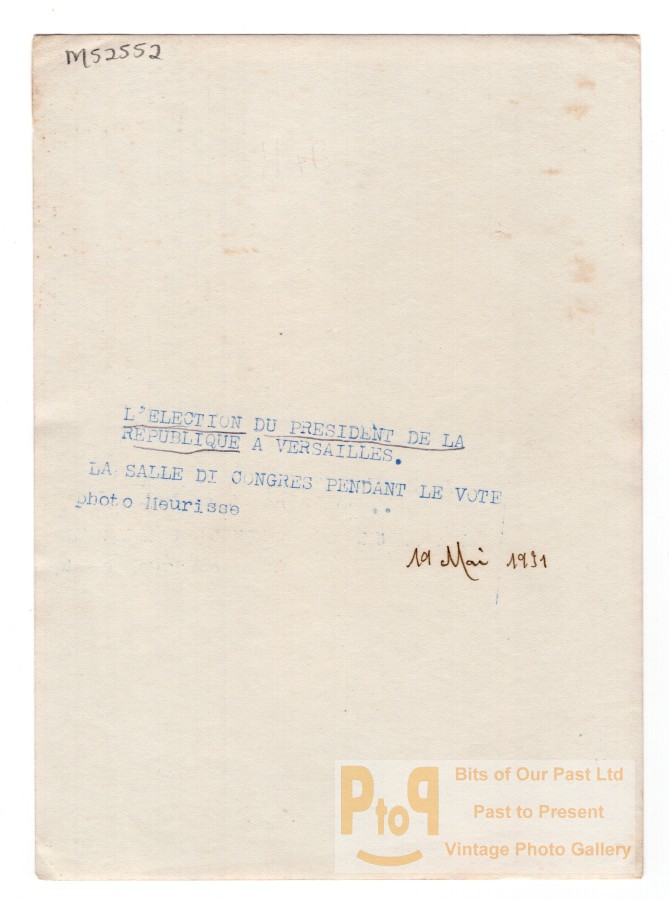 M52552
L'ELECTION DU PRESIDENT DE LA
REPUBLIQUE A VERSAILLES.
LA SALLE DI CONGRES PENDANT LE VOTE
photo Meurisse
19 Mai 1931
PtoP
Bits of Our Past Ltd
Past to Present
Vintage Photo Gallery